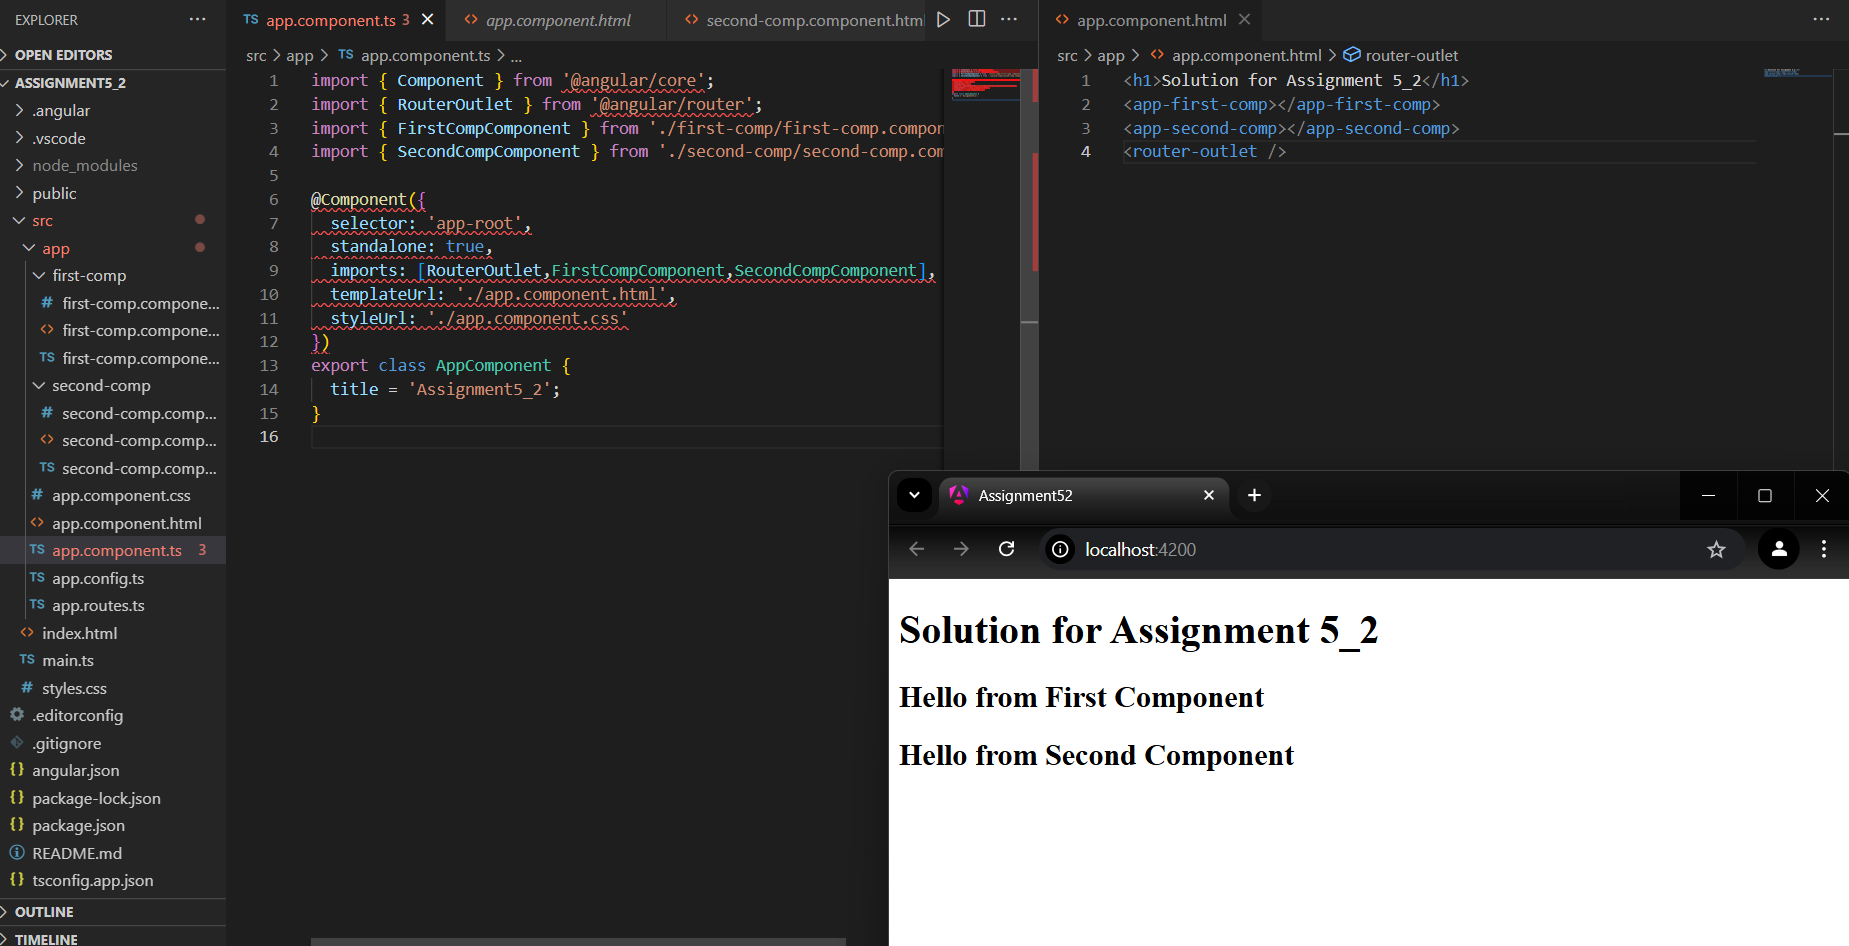 EXPLORER
OPEN EDITORS
ASSIGNMENT5_2
.angular
.vscode
node_modules
public
src
app
first-comp
# first-comp.compone...
<> first-comp.compone...
TS first-comp.compone...
second-comp
# second-comp.comp...
<> second-comp.comp...
TS second-comp.comp...
# app.component.css
<> app.component.html
TS app.component.ts 3
TS app.config.ts
TS app.routes.ts
<> index.html
TS main.ts
# styles.css
.editorconfig
.gitignore
{} angular.json
{} package-lock.json
{} package.json
README.md
{} tsconfig.app.json
OUTLINE
TIMELINE
TS app.component.ts 3
<> app.component.html
<> second-comp.component.html
src > app > TS app.component.ts > ...
1 import { Component } from '@angular/core';
2 import { RouterOutlet } from '@angular/router';
3 import { FirstCompComponent } from './first-comp/first-comp.compon
4 import { SecondCompComponent } from './second-comp/second-comp.com
5
6 @Component({
7 selector: 'app-root',
8 standalone: true,
9 imports: [RouterOutlet,FirstCompComponent,SecondCompComponent],
10 templateUrl: './app.component.html',
11 styleUrl: './app.component.css'
12 })
13 export class AppComponent {
14 title = 'Assignment5_2';
15 }
16
<> app.component.html
src > app > <> app.component.html > router-outlet
1 <h1>Solution for Assignment 5_2</h1>
2 <app-first-comp></app-first-comp>
3 <app-second-comp></app-second-comp>
4 <router-outlet />
Assignment52
localhost:4200
Solution for Assignment 5_2
Hello from First Component
Hello from Second Component